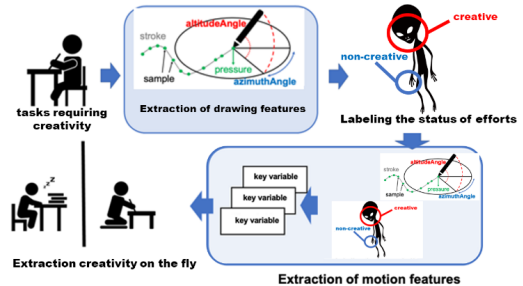 altitudeAngle
stroke
sample
pressure
azimuthAngle
Extraction of drawing features
tasks requiring
creativity
creative
non-creative
Labeling the status of efforts
altitudeAngle
stroke
sample
pressure
azimuthAngle
creative
non-creative
key variable
key variable
key variable
Extraction of motion features
z
z
Extraction creativity on the fly